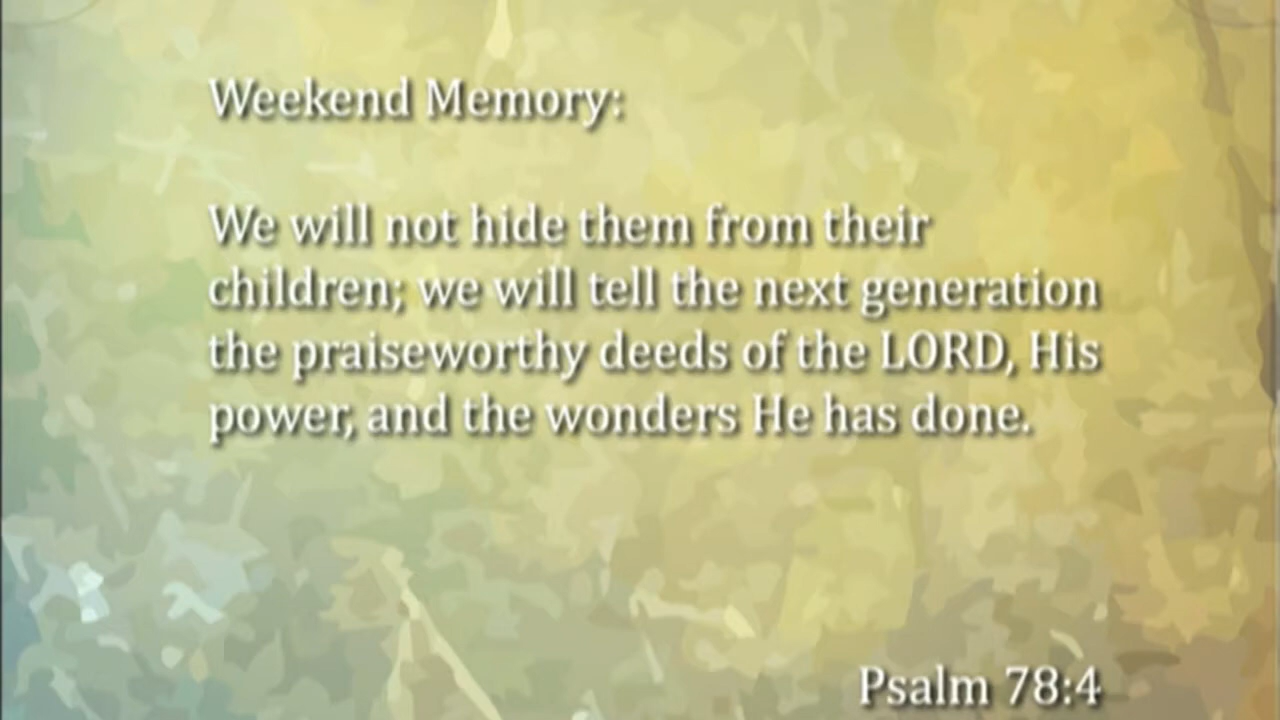 Weekend Memory:
We will not hide them from their
children; we will tell the next generation
the praiseworthy deeds of the LORD, His
power, and the wonders He has done.
Psalm 78:4